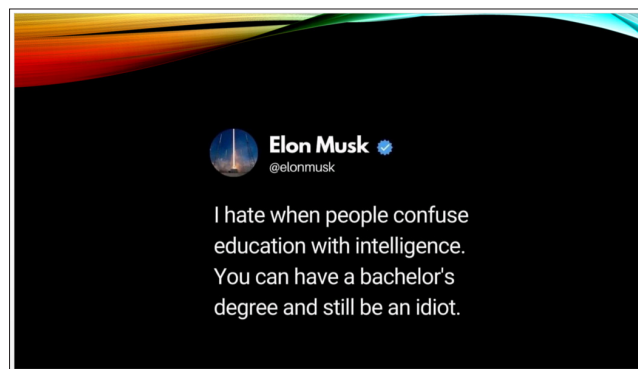 Elon Musk
@elonmusk
I hate when people confuse
education with intelligence.
You can have a bachelor's
degree and still be an idiot.